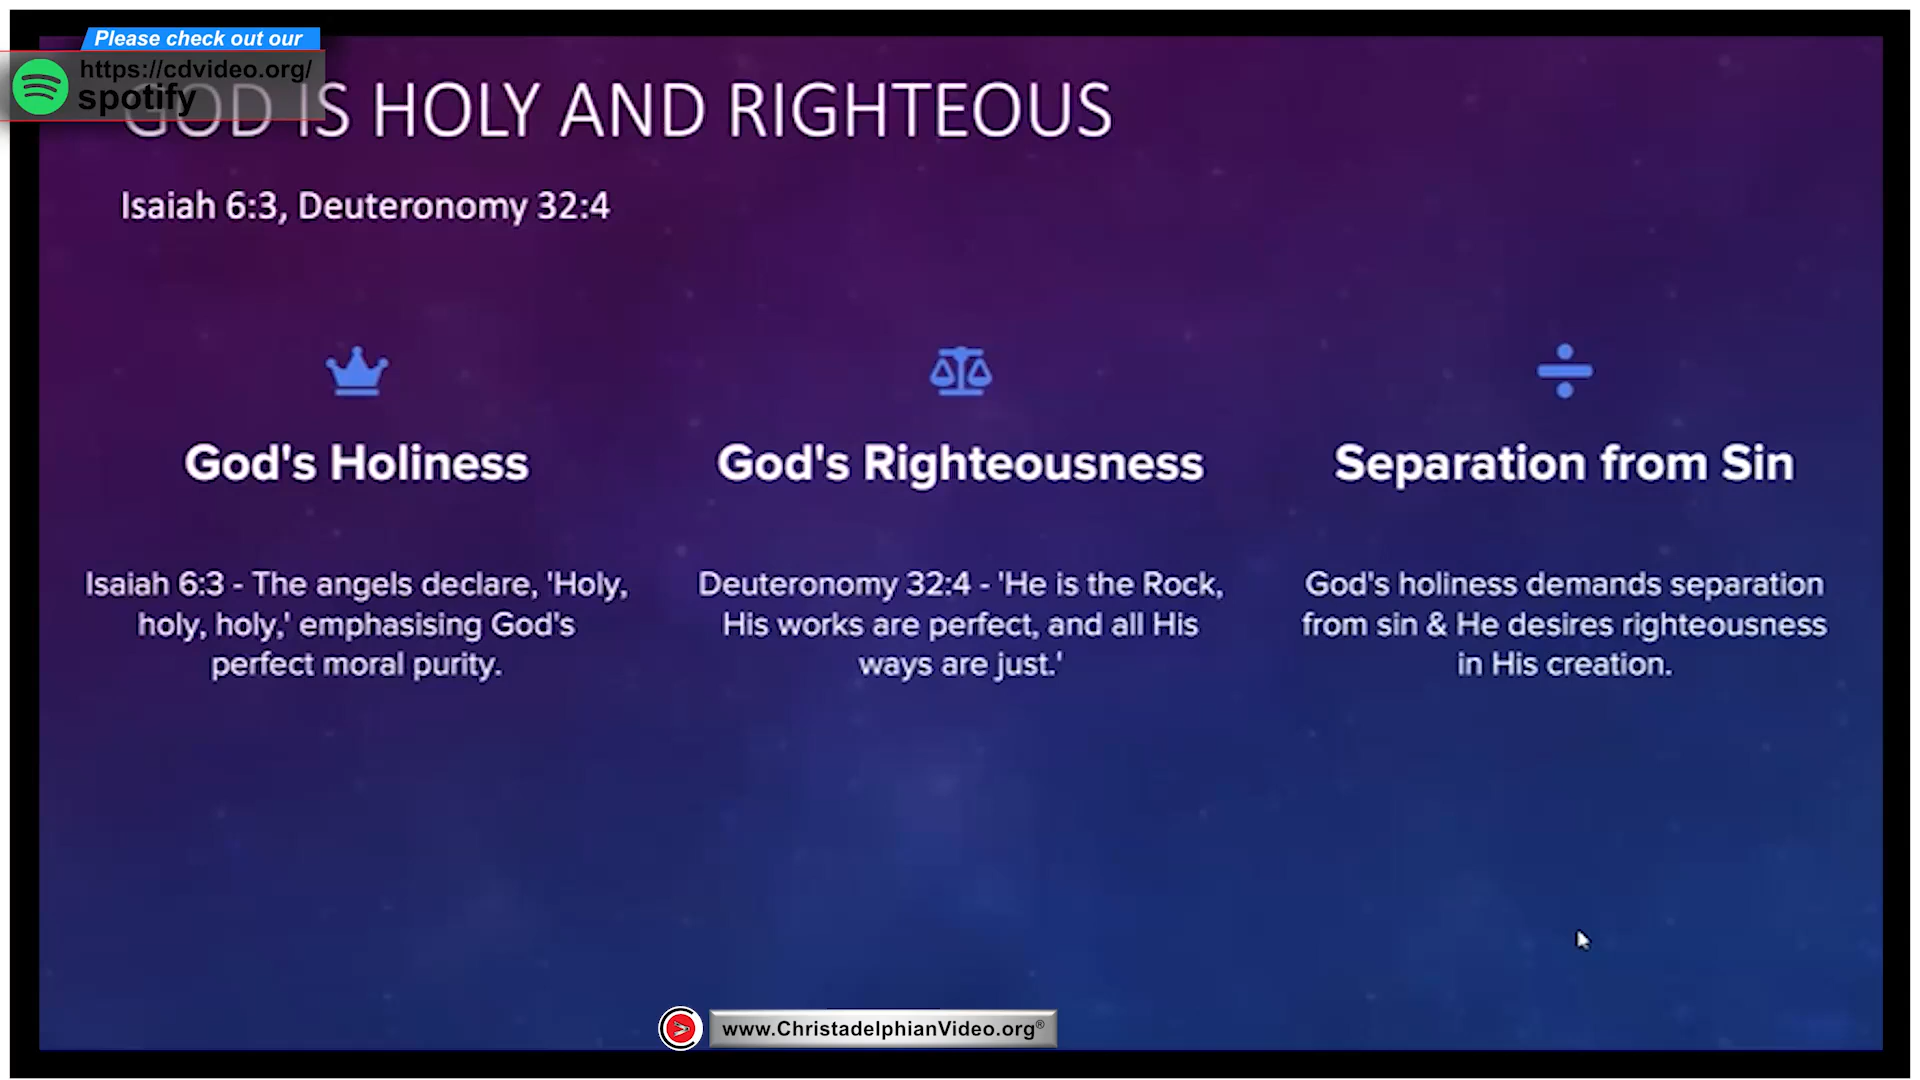 Please check out our
https://cdvideo.org/
spotify
GOD IS HOLY AND RIGHTEOUS
Isaiah 6:3, Deuteronomy 32:4
God's Holiness
Isaiah 6:3 - The angels declare, 'Holy,
holy, holy,' emphasising God's
perfect moral purity.
God's Righteousness
Deuteronomy 32:4 - 'He is the Rock,
His works are perfect, and all His
ways are just.'
Separation from Sin
God's holiness demands separation
from sin & He desires righteousness
in His creation.
www.ChristadelphianVideo.org®